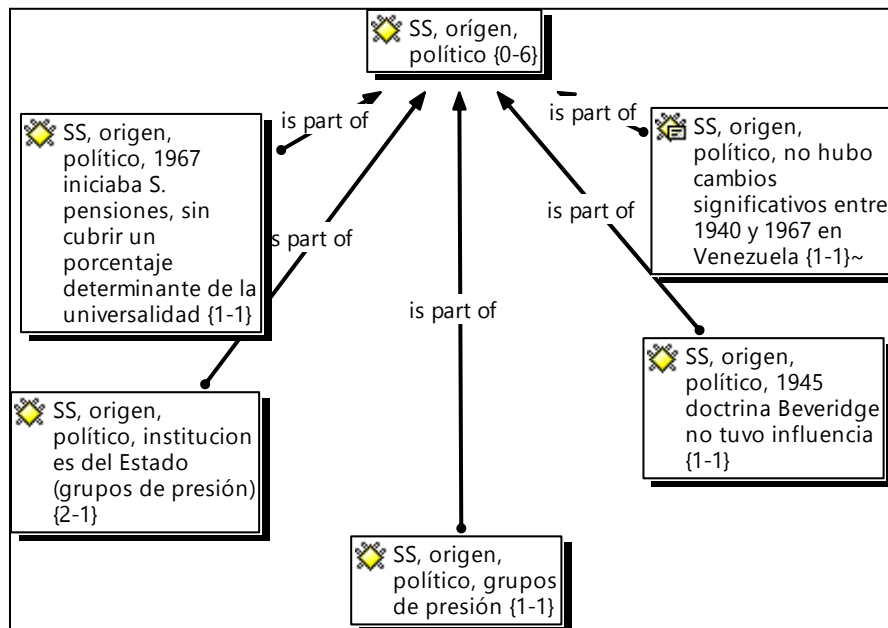 SS, orígen,
político {0-6}
is part of
is part of
SS, origen,
político, 1967
iniciaba S.
pensiones, sin
cubrir un
porcentaje
determinante de la
universalidad {1-1}
SS, origen,
político, no hubo
cambios
significativos entre
1940 y 1967 en
Venezuela {1-1}~
is part of
s part of
is part of
SS, origen,
político, 1945
doctrina Beveridge
no tuvo influencia
{1-1}
SS, origen,
político, institucion
es del Estado
(grupos de presión)
{2-1}
SS, origen,
político, grupos
de presión {1-1}